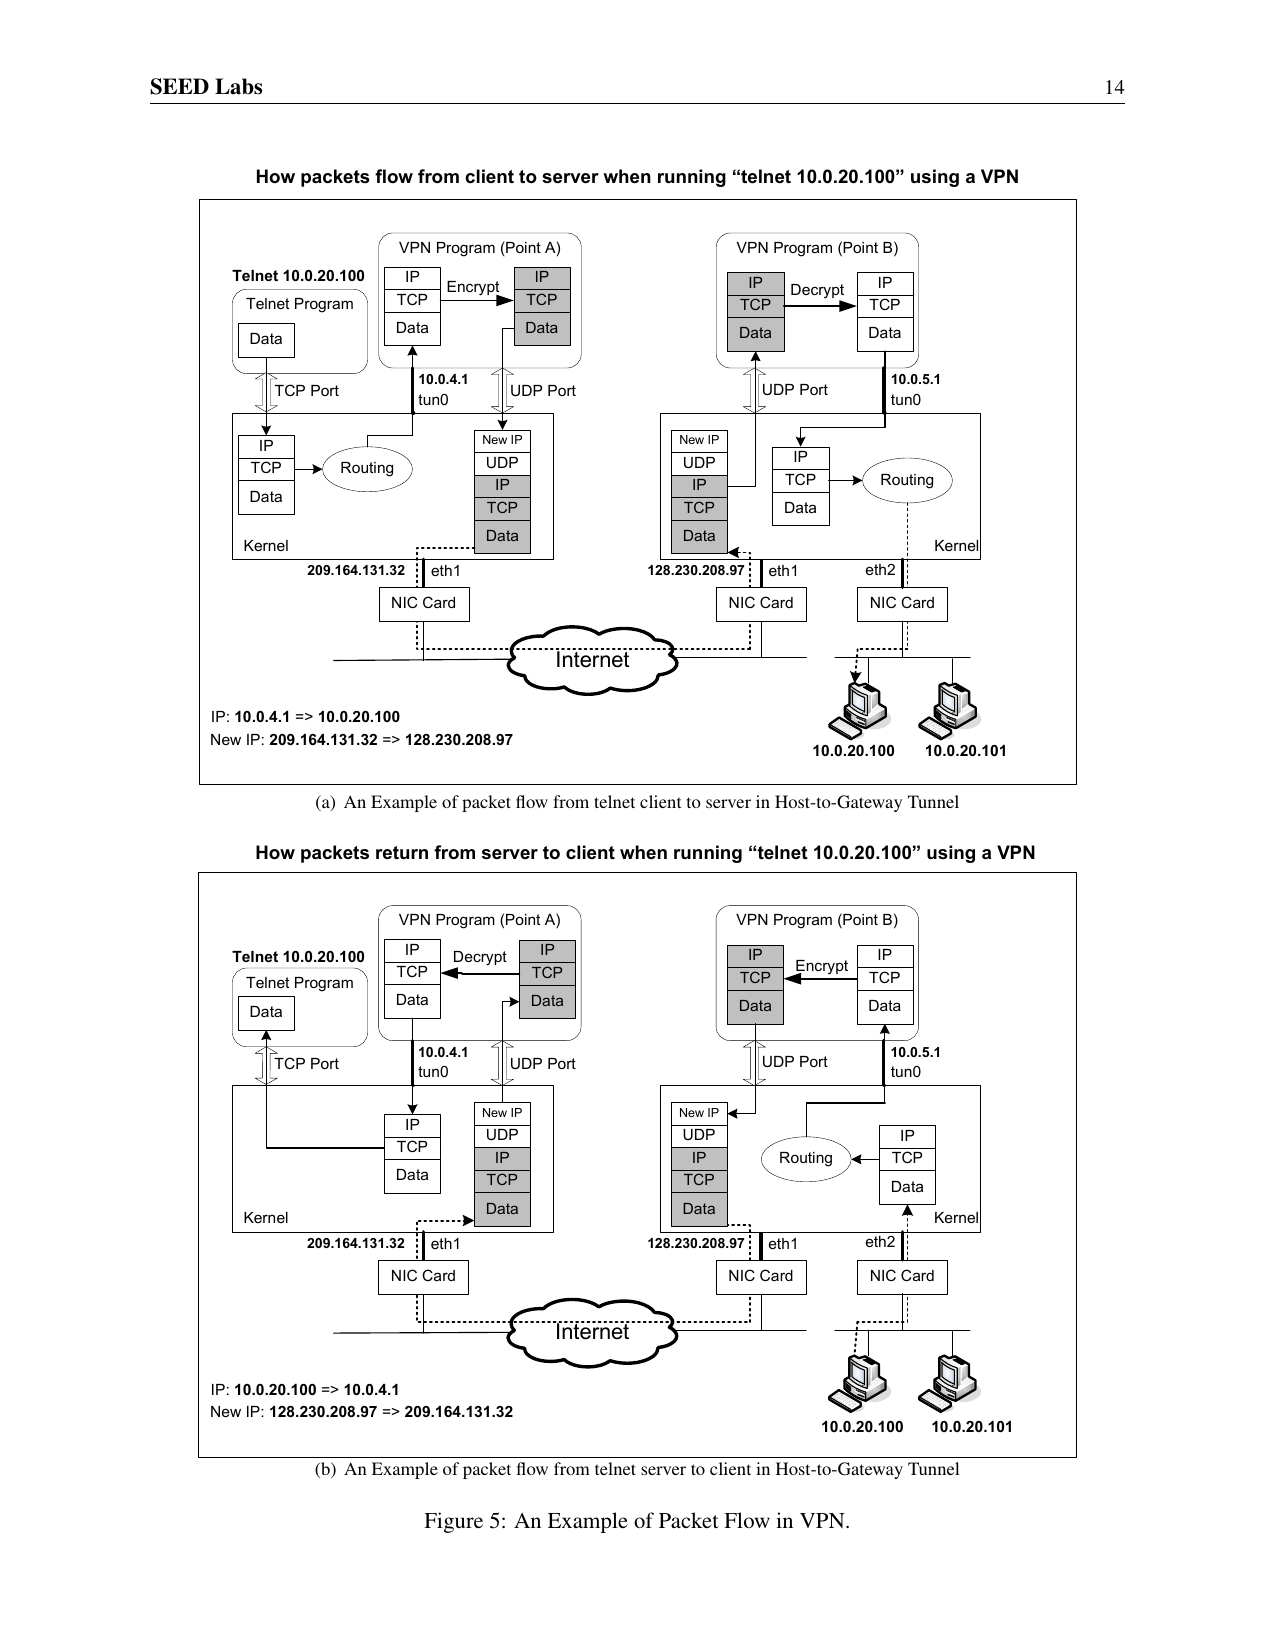 SEED Labs 14
How packets flow from client to server when running “telnet 10.0.20.100” using a VPN
VPN Program (Point A)
VPN Program (Point B)
Telnet 10.0.20.100
Telnet Program
Data
IP
TCP
Data
Encrypt
IP
TCP
Data
IP
TCP
Data
Decrypt
IP
TCP
Data
TCP Port
10.0.4.1
tun0
UDP Port
UDP Port
10.0.5.1
tun0
IP
TCP
Data
Routing
New IP
UDP
IP
TCP
Data
Kernel
New IP
UDP
IP
TCP
Data
IP
TCP
Data
Routing
Kernel
209.164.131.32
eth1
128.230.208.97
eth1
eth2
NIC Card
NIC Card
NIC Card
Internet
IP: 10.0.4.1 => 10.0.20.100
New IP: 209.164.131.32 => 128.230.208.97
10.0.20.100
10.0.20.101
(a) An Example of packet flow from telnet client to server in Host-to-Gateway Tunnel
How packets return from server to client when running “telnet 10.0.20.100” using a VPN
VPN Program (Point A)
VPN Program (Point B)
Telnet 10.0.20.100
Telnet Program
Data
IP
TCP
Data
Decrypt
IP
TCP
Data
IP
TCP
Data
Encrypt
IP
TCP
Data
TCP Port
10.0.4.1
tun0
UDP Port
UDP Port
10.0.5.1
tun0
IP
TCP
Data
New IP
UDP
IP
TCP
Data
Kernel
New IP
UDP
IP
TCP
Data
Routing
IP
TCP
Data
Kernel
209.164.131.32
eth1
128.230.208.97
eth1
eth2
NIC Card
NIC Card
NIC Card
Internet
IP: 10.0.20.100 => 10.0.4.1
New IP: 128.230.208.97 => 209.164.131.32
10.0.20.100
10.0.20.101
(b) An Example of packet flow from telnet server to client in Host-to-Gateway Tunnel
Figure 5: An Example of Packet Flow in VPN.